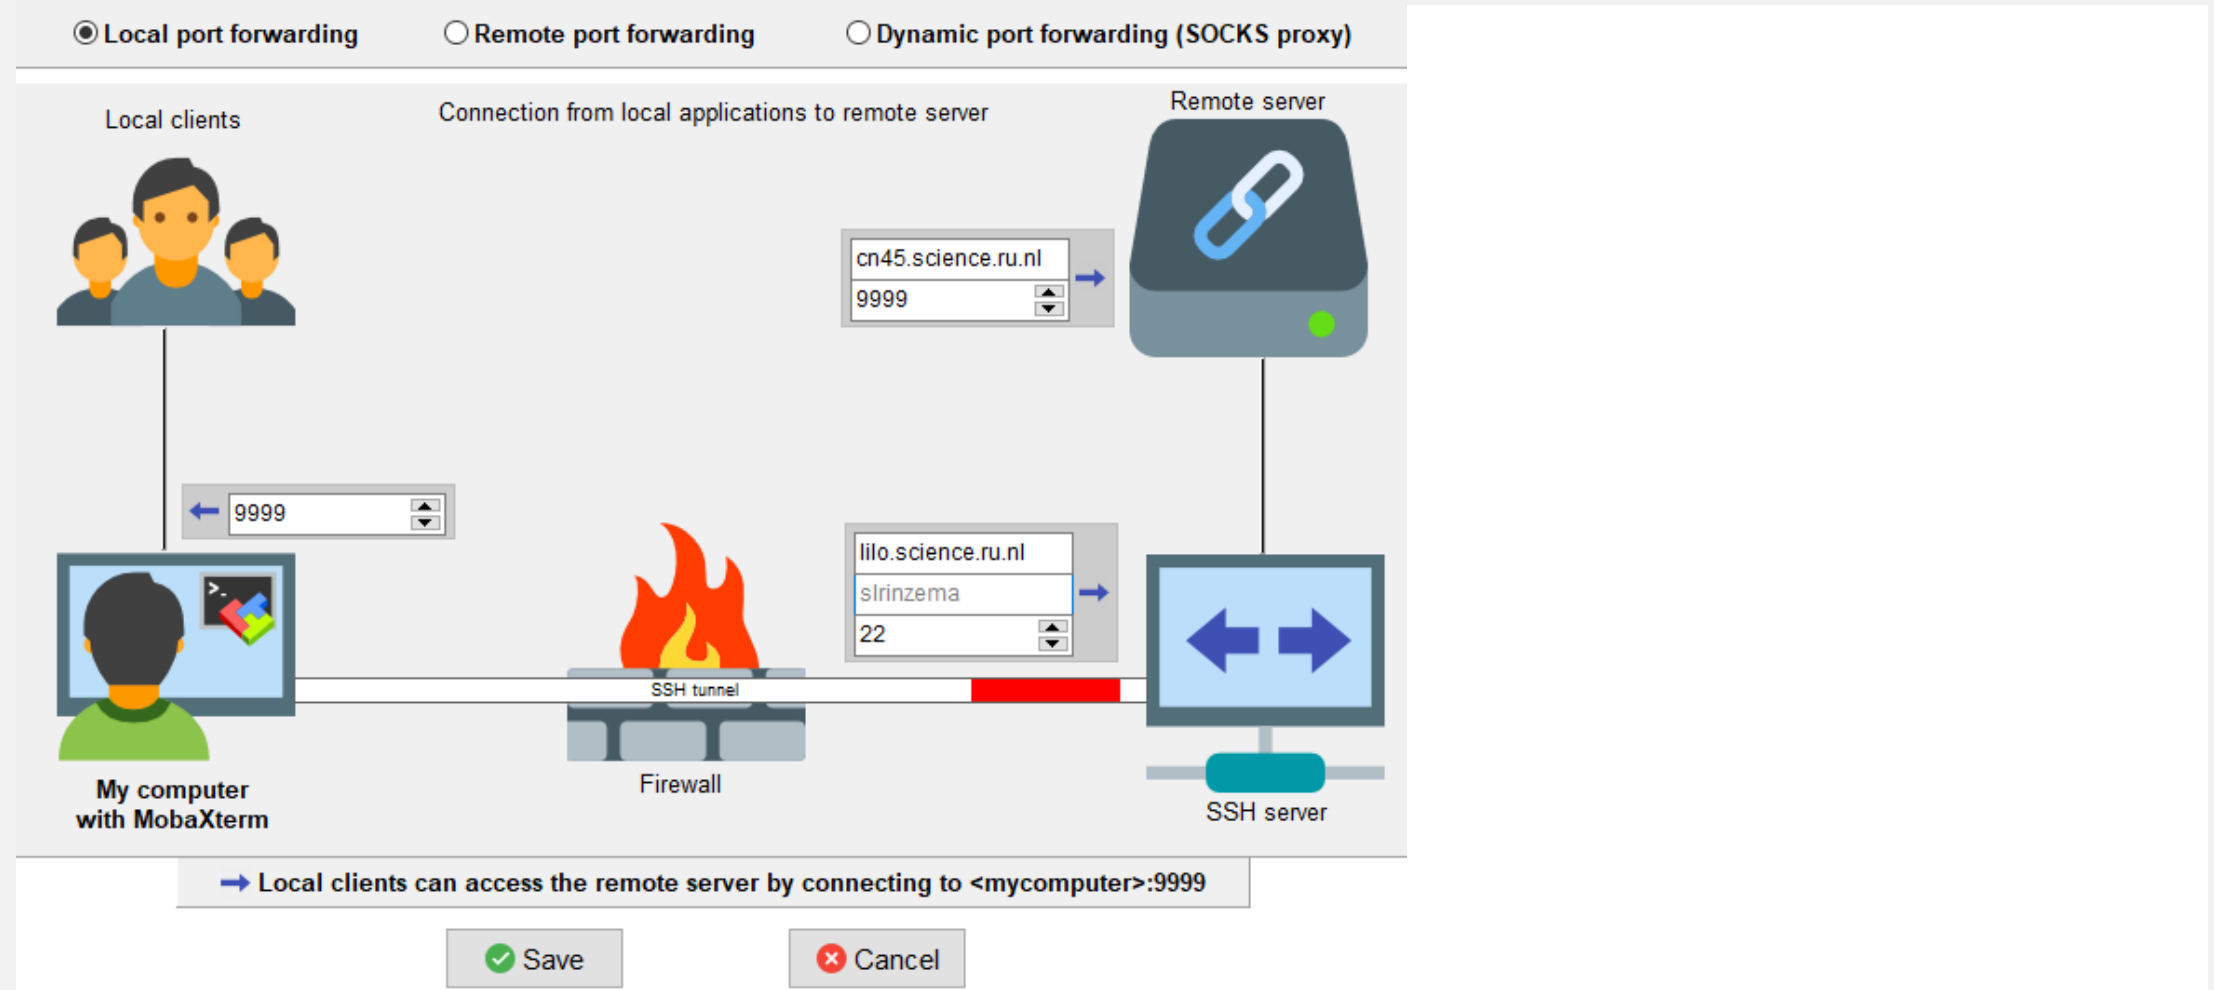 Local port forwarding
Remote port forwarding
Dynamic port forwarding (SOCKS proxy)
Local clients
Connection from local applications to remote server
Remote server
cn45.science.ru.nl
9999
9999
lilo.science.ru.nl
slrinzema
22
>_
SSH tunnel
Firewall
My computer
with MobaXterm
SSH server
Local clients can access the remote server by connecting to <mycomputer>:9999
Save
Cancel